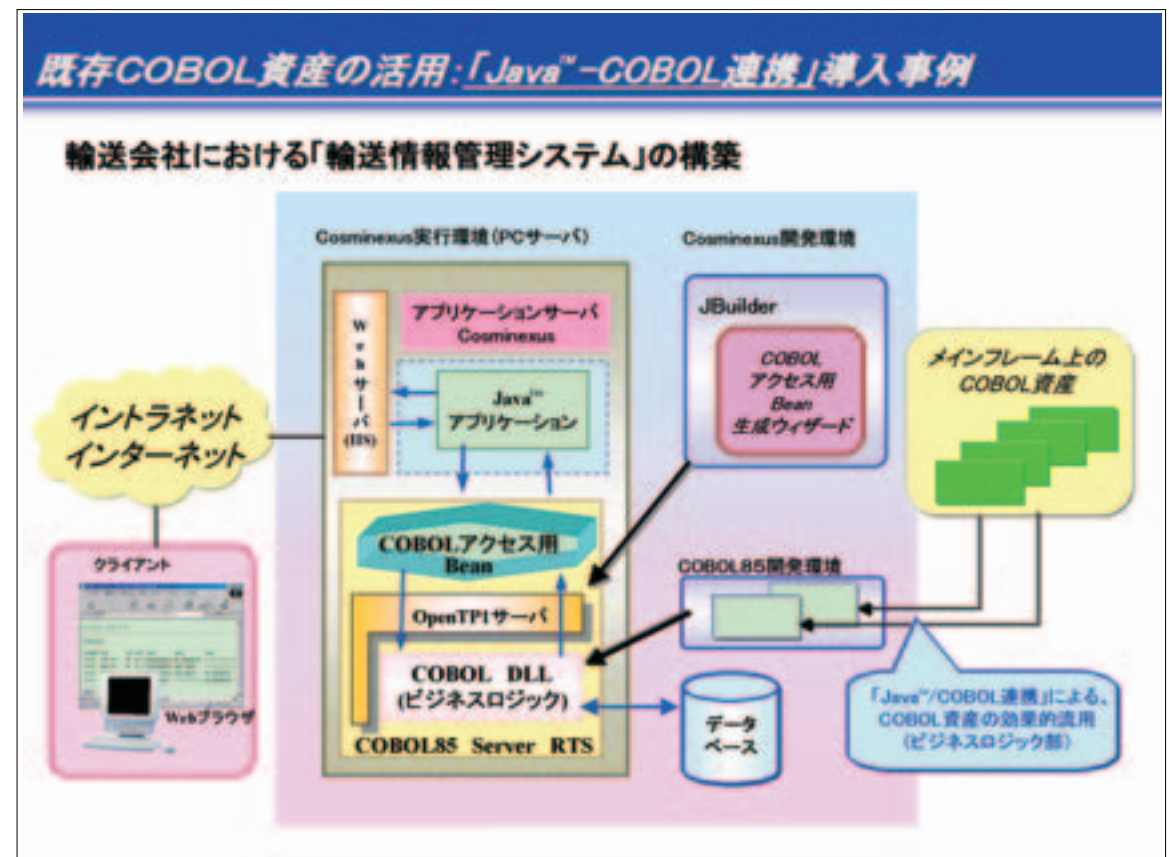 既存COBOL資産の活用:「Java™-COBOL連携」導入事例
輸送会社における「輸送情報管理システム」の構築
Cosminexus実行環境(PCサーバ)
Cosminexus開発環境
Webサーバ(IIS)
アプリケーションサーバ
Cosminexus
Java™
アプリケーション
JBuilder
COBOL
アクセス用
Bean
生成ウィザード
メインフレーム上の
COBOL資産
イントラネット
インターネット
COBOLアクセス用
Bean
クライアント
Webブラウザ
OpenTP1サーバ
COBOL DLL
(ビジネスロジック)
COBOL85 Server RTS
COBOL85開発環境
データ
ベース
「Java™/COBOL連携」による、
COBOL資産の効果的流用
(ビジネスロジック部)